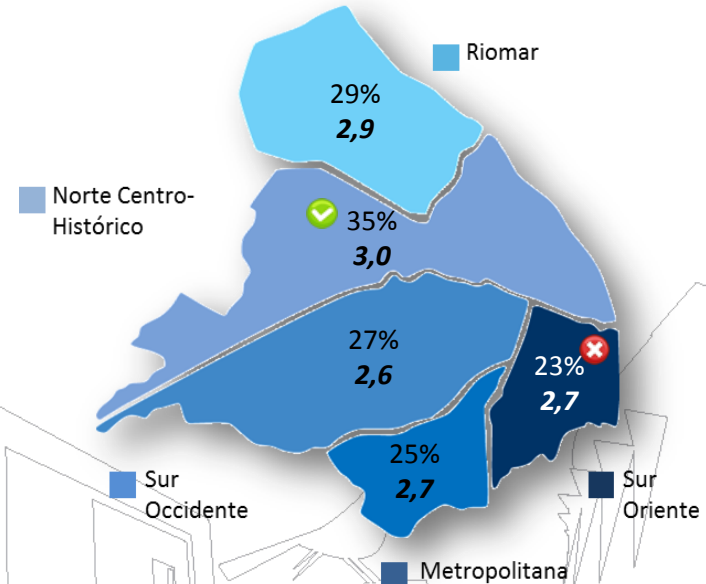 Riomar
29%
2,9
Norte Centro-
Histórico
35%
3,0
27%
2,6
23%
2,7
25%
2,7
Sur
Occidente
Sur
Oriente
Metropolitana